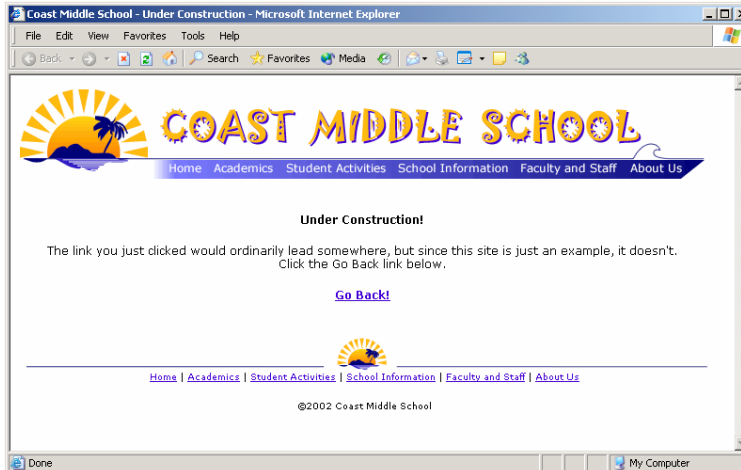 Coast Middle School - Under Construction - Microsoft Internet Explorer
File Edit View Favorites Tools Help
Back Search Favorites Media
COAST MIDDLE SCHOOL
Home Academics Student Activities School Information Faculty and Staff About Us
Under Construction!
The link you just clicked would ordinarily lead somewhere, but since this site is just an example, it doesn't.
Click the Go Back link below.
Go Back!
Home | Academics | Student Activities | School Information | Faculty and Staff | About Us
©2002 Coast Middle School
Done My Computer